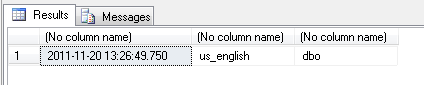 Results Messages
(No column name) (No column name) (No column name)
1 2011-11-20 13:26:49.750 us_english dbo